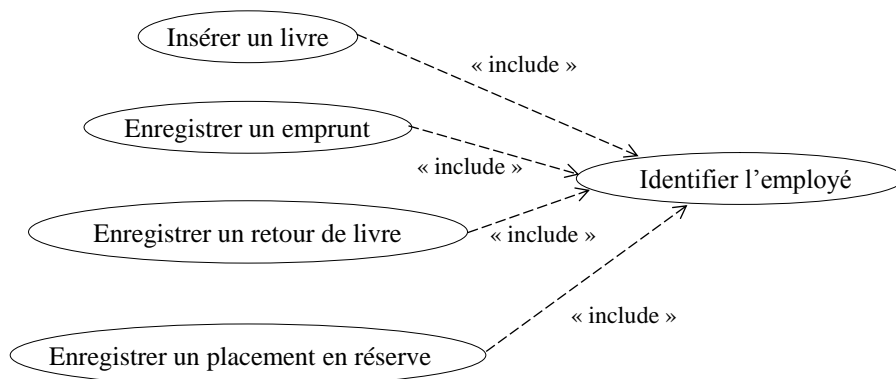 Insérer un livre
« include »
Enregistrer un emprunt
« include »
Identifier l’employé
Enregistrer un retour de livre
« include »
« include »
Enregistrer un placement en réserve